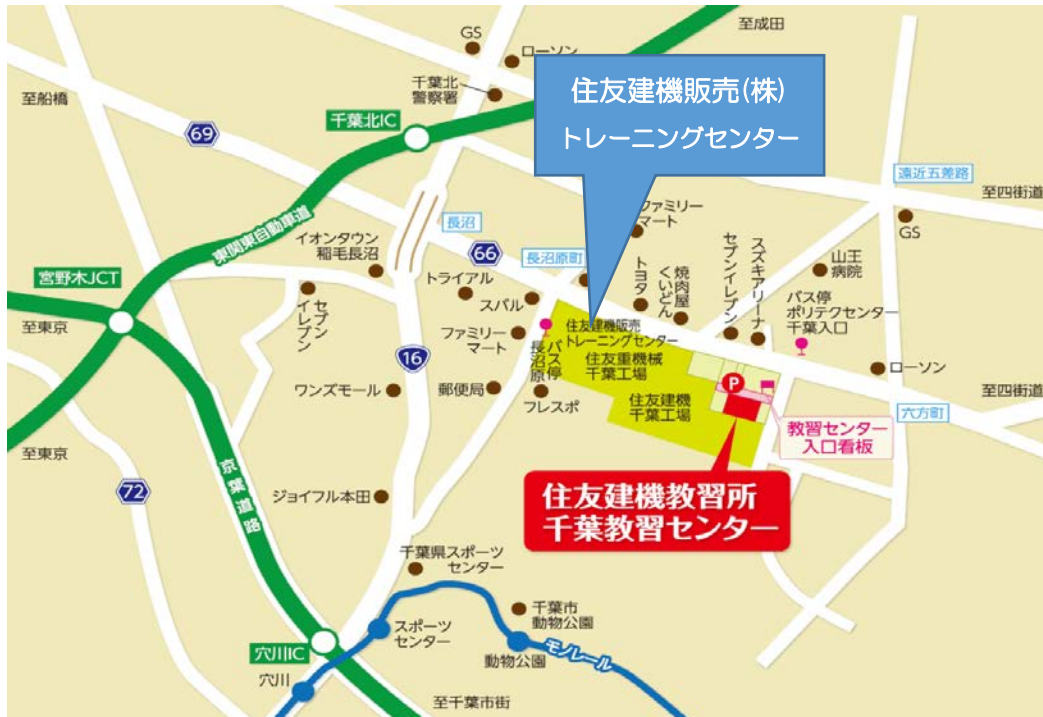 至成田
GS
ローソン
千葉北
警察署
至船橋
千葉北IC
69
住友建機販売(株)
トレーニングセンター
遠近五差路
至四街道
GS
東関東自動車道
長沼
ファミリー
マート
イオンタウン
稲毛長沼
66
長沼原町
セブンイレブン
スズキアリーナ
山王
病院
宮野木JCT
トライアル
トヨタ
焼肉屋
くいどん
スバル
バス停
ポリテクセンター
千葉入口
至東京
セブン
イレブン
ファミリー
マート
バス停
長沼原
住友建機販売
トレーニングセンター
住友重機械
千葉工場
16
ローソン
ワンズモール
郵便局
フレスポ
住友建機
千葉工場
P
至四街道
六方町
教習センター
入口看板
至東京
京葉道路
72
ジョイフル本田
住友建機教習所
千葉教習センター
千葉県スポーツ
センター
スポーツ
センター
千葉市
動物公園
穴川IC
動物公園
モノレール
穴川
至千葉市街